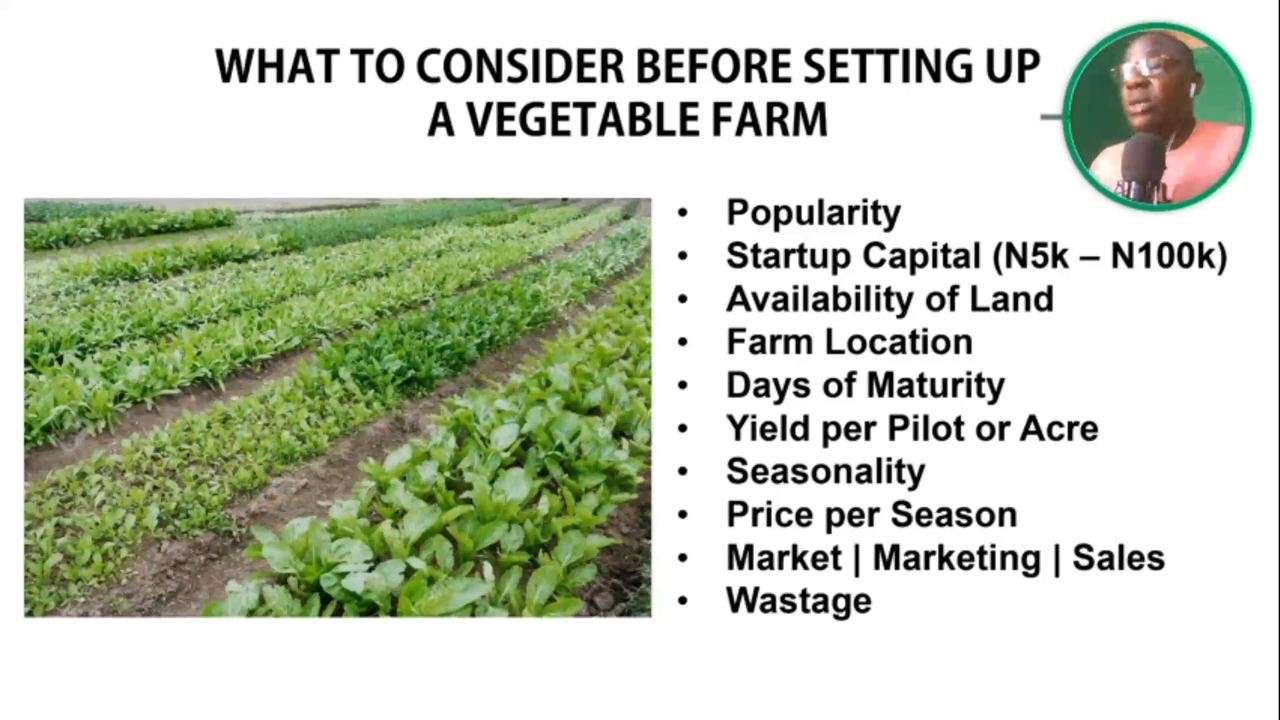 WHAT TO CONSIDER BEFORE SETTING UP
A VEGETABLE FARM
• Popularity
• Startup Capital (N5k – N100k)
• Availability of Land
• Farm Location
• Days of Maturity
• Yield per Pilot or Acre
• Seasonality
• Price per Season
• Market | Marketing | Sales
• Wastage